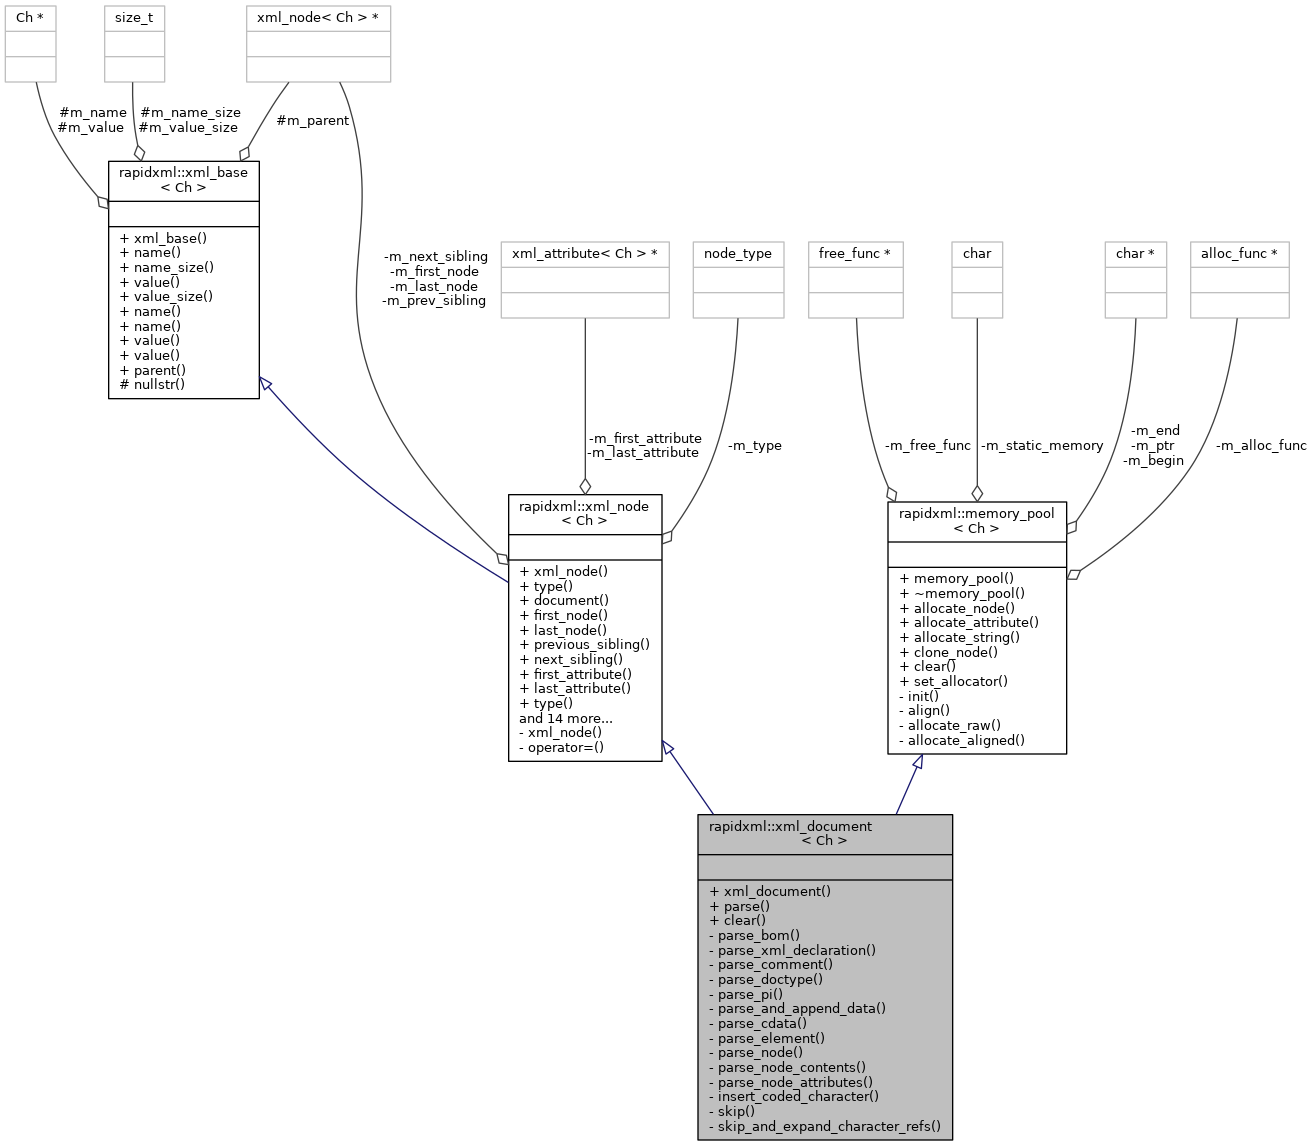 Ch *
size_t
xml_node< Ch > *
#m_name
#m_value
#m_name_size
#m_value_size
#m_parent
rapidxml::xml_base
< Ch >
+ xml_base()
+ name()
+ name_size()
+ value()
+ value_size()
+ name()
+ name()
+ value()
+ value()
+ parent()
# nullstr()
-m_next_sibling
-m_first_node
-m_last_node
-m_prev_sibling
xml_attribute< Ch > *
node_type
free_func *
char
char *
alloc_func *
-m_first_attribute
-m_last_attribute
-m_type
-m_free_func
-m_static_memory
-m_end
-m_ptr
-m_begin
-m_alloc_func
rapidxml::xml_node
< Ch >
+ xml_node()
+ type()
+ document()
+ first_node()
+ last_node()
+ previous_sibling()
+ next_sibling()
+ first_attribute()
+ last_attribute()
+ type()
and 14 more...
- xml_node()
- operator=()
rapidxml::memory_pool
< Ch >
+ memory_pool()
+ ~memory_pool()
+ allocate_node()
+ allocate_attribute()
+ allocate_string()
+ clone_node()
+ clear()
+ set_allocator()
- init()
- align()
- allocate_raw()
- allocate_aligned()
rapidxml::xml_document
< Ch >
+ xml_document()
+ parse()
+ clear()
- parse_bom()
- parse_xml_declaration()
- parse_comment()
- parse_doctype()
- parse_pi()
- parse_and_append_data()
- parse_cdata()
- parse_element()
- parse_node()
- parse_node_contents()
- parse_node_attributes()
- insert_coded_character()
- skip()
- skip_and_expand_character_refs()